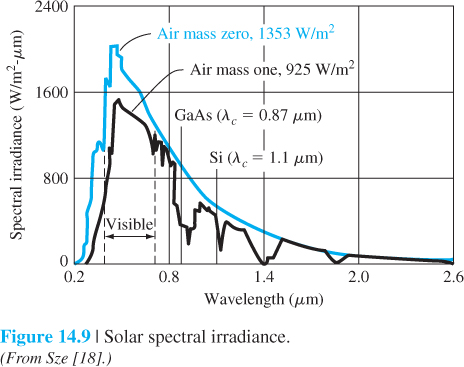 2400
Air mass zero, 1353 W/m²
Air mass one, 925 W/m²
1600
GaAs (λc = 0.87 μm)
Si (λc = 1.1 μm)
800
Visible
0
0.2 0.8 1.4 2.0 2.6
Wavelength (μm)
Spectral irradiance (W/m²-μm)
Figure 14.9 | Solar spectral irradiance.
(From Sze [18].)